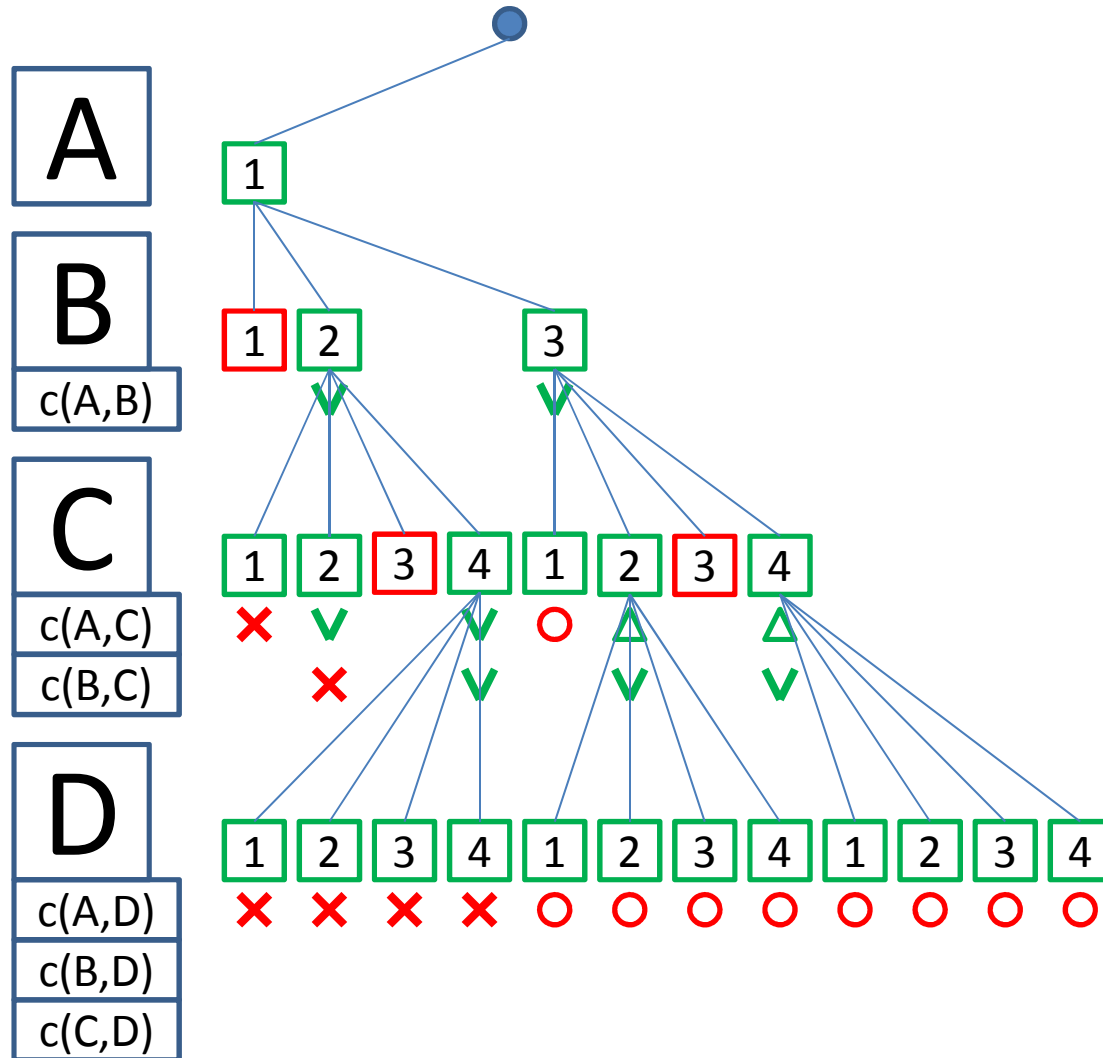 A
1
B
1 2 3
c(A,B)
C
1 2 3 4 1 2 3 4
c(A,C)
c(B,C)
D
1 2 3 4 1 2 3 4 1 2 3 4
c(A,D)
c(B,D)
c(C,D)